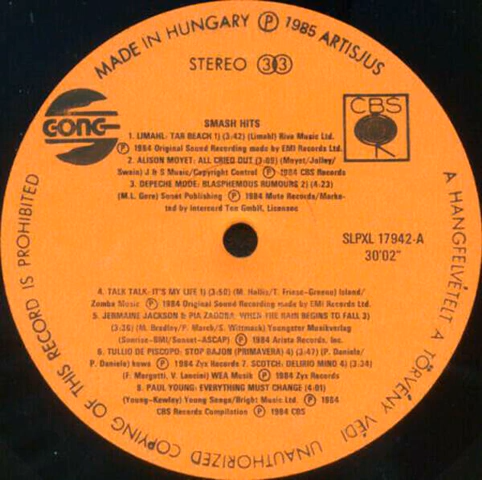 MADE IN HUNGARY Ⓟ 1985 ARTISJUS
STEREO 33
GONG
CBS
SMASH HITS
1. LIMAHL: TAR BEACH 1) (3:42) (Limahl) Rive Music Ltd.
Ⓟ 1984 Original Sound Recording made by EMI Records Ltd.
2. ALISON MOYET: ALL CRIED OUT (3:69) (Moyet/Jolley/
Swain) J & S Music/Copyright Control Ⓟ 1984 CBS Records
3. DEPECHE MODE: BLASPHEMOUS RUMOURS 2) (4:23)
(M.L. Gore) Sonet Publishing Ⓟ 1984 Mute Records/Marke-
ted by Intercord Ton GmbH, Licensee
SLPXL 17942-A
30'02"
4. TALK TALK: IT'S MY LIFE 1) (3:50) (M. Hollis/T. Friese-Greene) Island/
Zomba Music Ⓟ 1984 Original Sound Recording made by EMI Records Ltd.
5. JERMAINE JACKSON & PIA ZADORA: WHEN THE RAIN BEGINS TO FALL 3)
(3:36) (M. Bradley/P. March/S. Wittmack) Youngster Musikverlag
(Sunrise-BMI/Sunset-ASCAP) Ⓟ 1984 Arista Records, Inc.
6. TULLIO DE PISCOPO: STOP BAJON (PRIMAVERA) 4) (3:47) (P. Daniele/
P. Daniele) kowa Ⓟ 1984 Zyx Records 7. SCOTCH: DELIRIO MIND 4) (3:34)
(F. Margatti, V. Lancini) WEA Musik Ⓟ 1984 Zyx Records
8. PAUL YOUNG: EVERYTHING MUST CHANGE (4:01)
(Young-Kewley) Young Songs/Bright Music Ltd. Ⓟ 1984
CBS Records Compilation Ⓟ 1984 CBS
A HANGFELVÉTELT A TÖRVÉNY VÉDI
UNAUTHORIZED COPYING OF THIS RECORD IS PROHIBITED